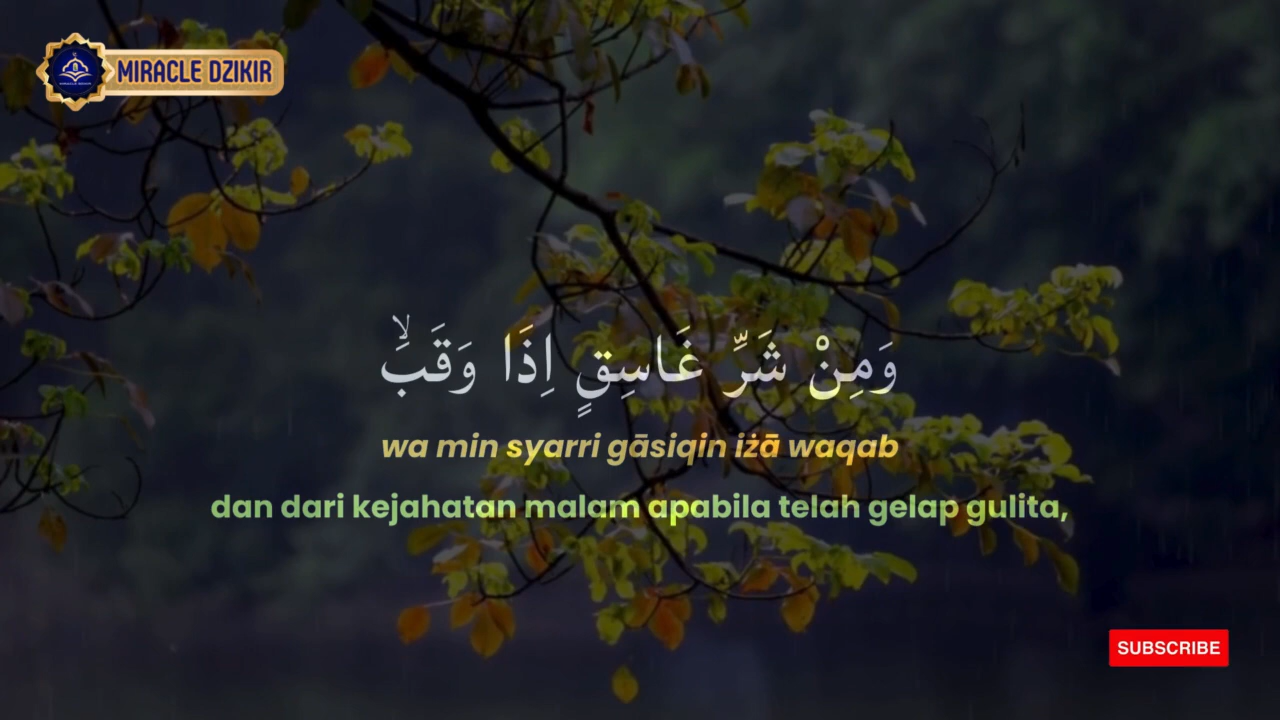 MIRACLE DZIKIR
وَمِنْ شَرِّ غَاسِقٍ اِذَا وَقَبَۙ
wa min syarri gāsiqin iżā waqab
dan dari kejahatan malam apabila telah gelap gulita,
SUBSCRIBE